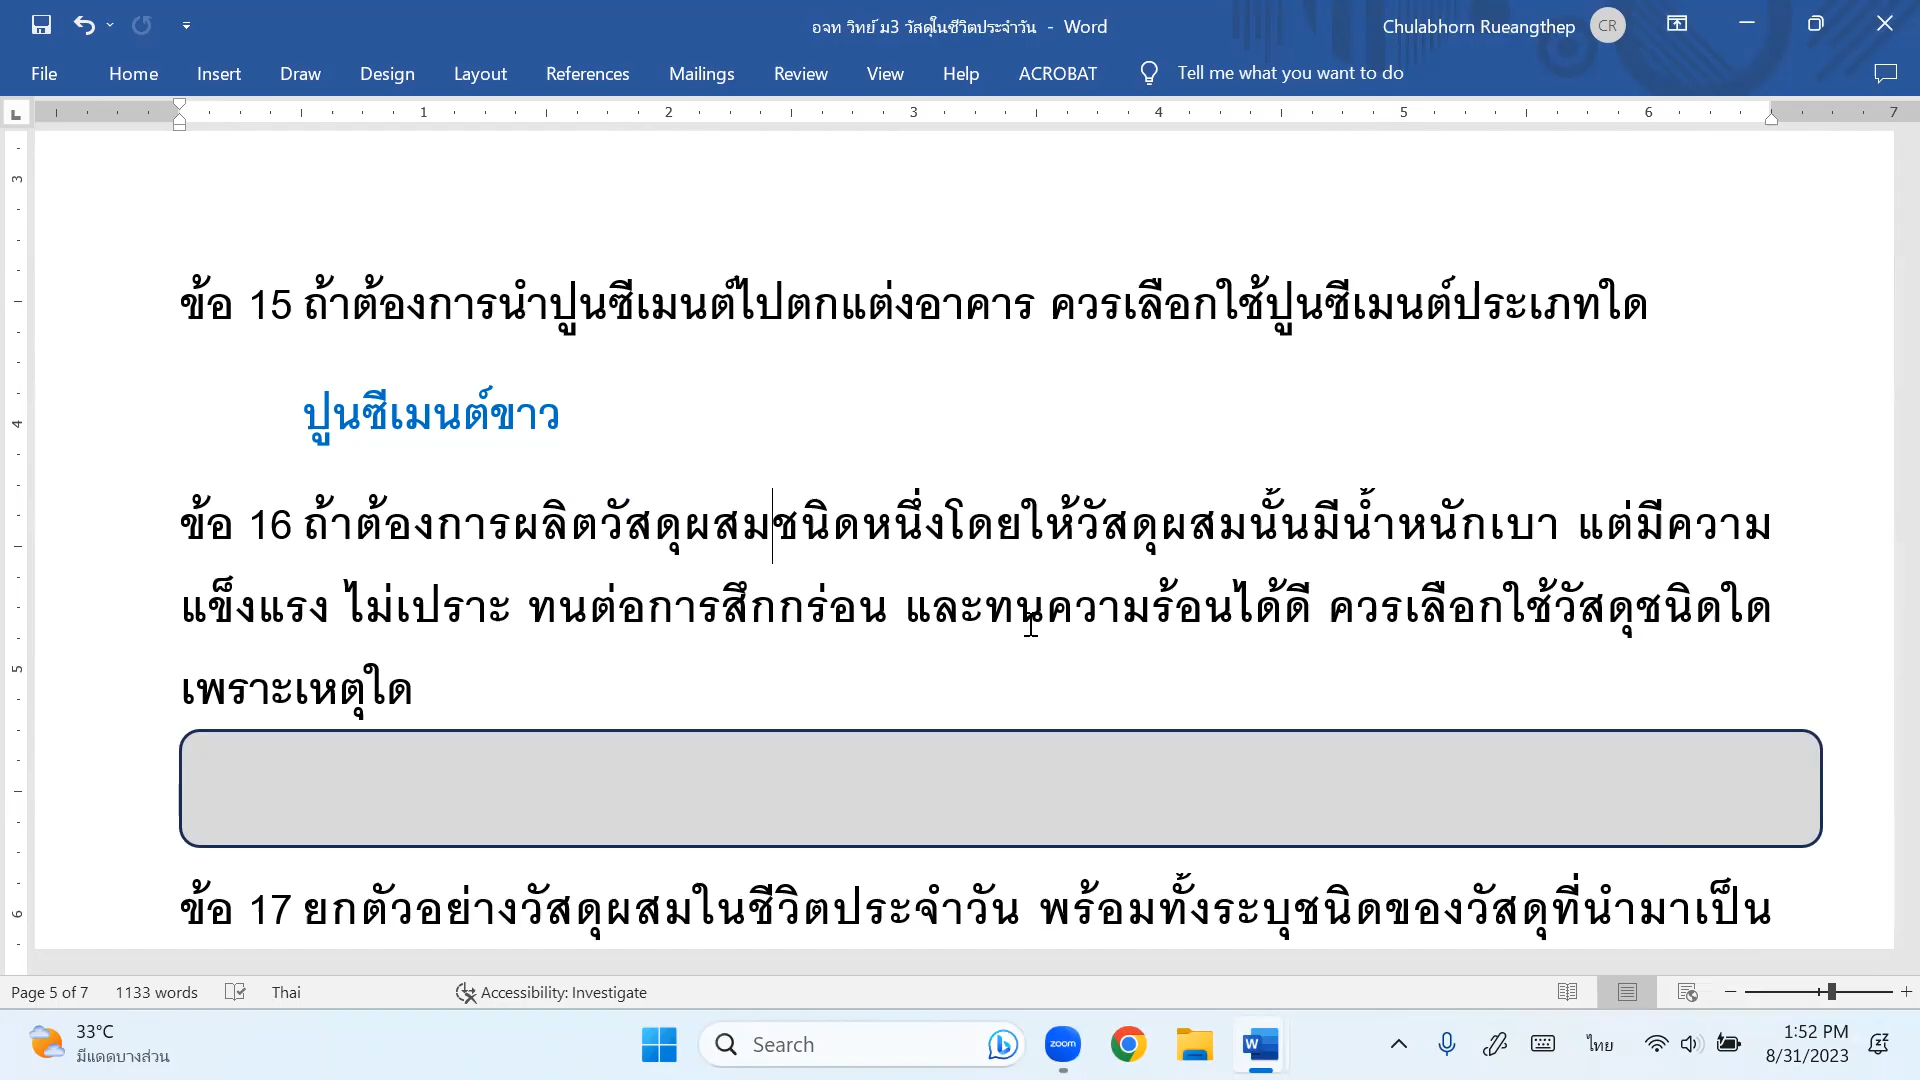 อจท วิทย์ ม3 วัสดุในชีวิตประจำวัน - Word
Chulabhorn Rueangthep CR
File Home Insert Draw Design Layout References Mailings Review View Help ACROBAT Tell me what you want to do
1 2 3 4 5 6 7
3
4
5
6
ข้อ 15 ถ้าต้องการนำปูนซีเมนต์ไปตกแต่งอาคาร ควรเลือกใช้ปูนซีเมนต์ประเภทใด
ปูนซีเมนต์ขาว
ข้อ 16 ถ้าต้องการผลิตวัสดุผสมชนิดหนึ่งโดยให้วัสดุผสมนั้นมีน้ำหนักเบา แต่มีความ
แข็งแรง ไม่เปราะ ทนต่อการสึกกร่อน และทนความร้อนได้ดี ควรเลือกใช้วัสดุชนิดใด
เพราะเหตุใด
ข้อ 17 ยกตัวอย่างวัสดุผสมในชีวิตประจำวัน พร้อมทั้งระบุชนิดของวัสดุที่นำมาเป็น
Page 5 of 7 1133 words Thai Accessibility: Investigate
33°C
มีแดดบางส่วน
Search
zoom
W
ไทย
1:52 PM
8/31/2023